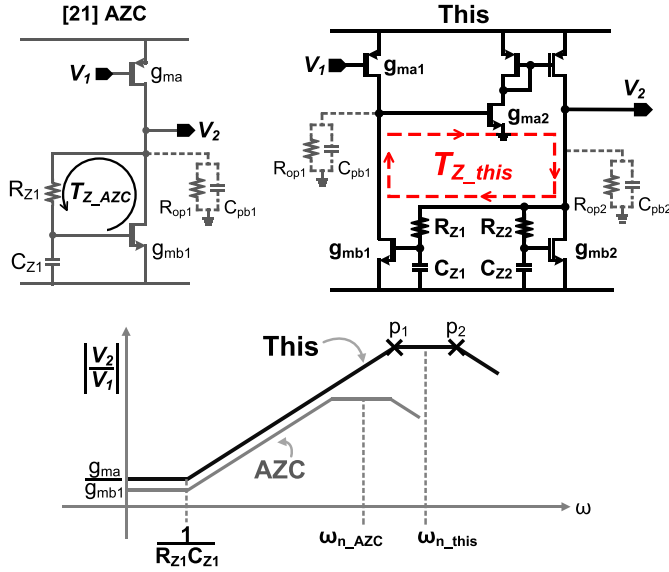 [21] AZC
This
V1
gma
V2
RZ1
TZ_AZC
Rop1
Cpb1
gmb1
CZ1
V1
gma1
gma2
V2
Rop1
Cpb1
TZ_this
Rop2
Cpb2
RZ1
RZ2
gmb1
CZ1
CZ2
gmb2
|V2/V1|
This
p1
p2
AZC
gma
gmb1
ω
1
RZ1CZ1
ωn_AZC
ωn_this